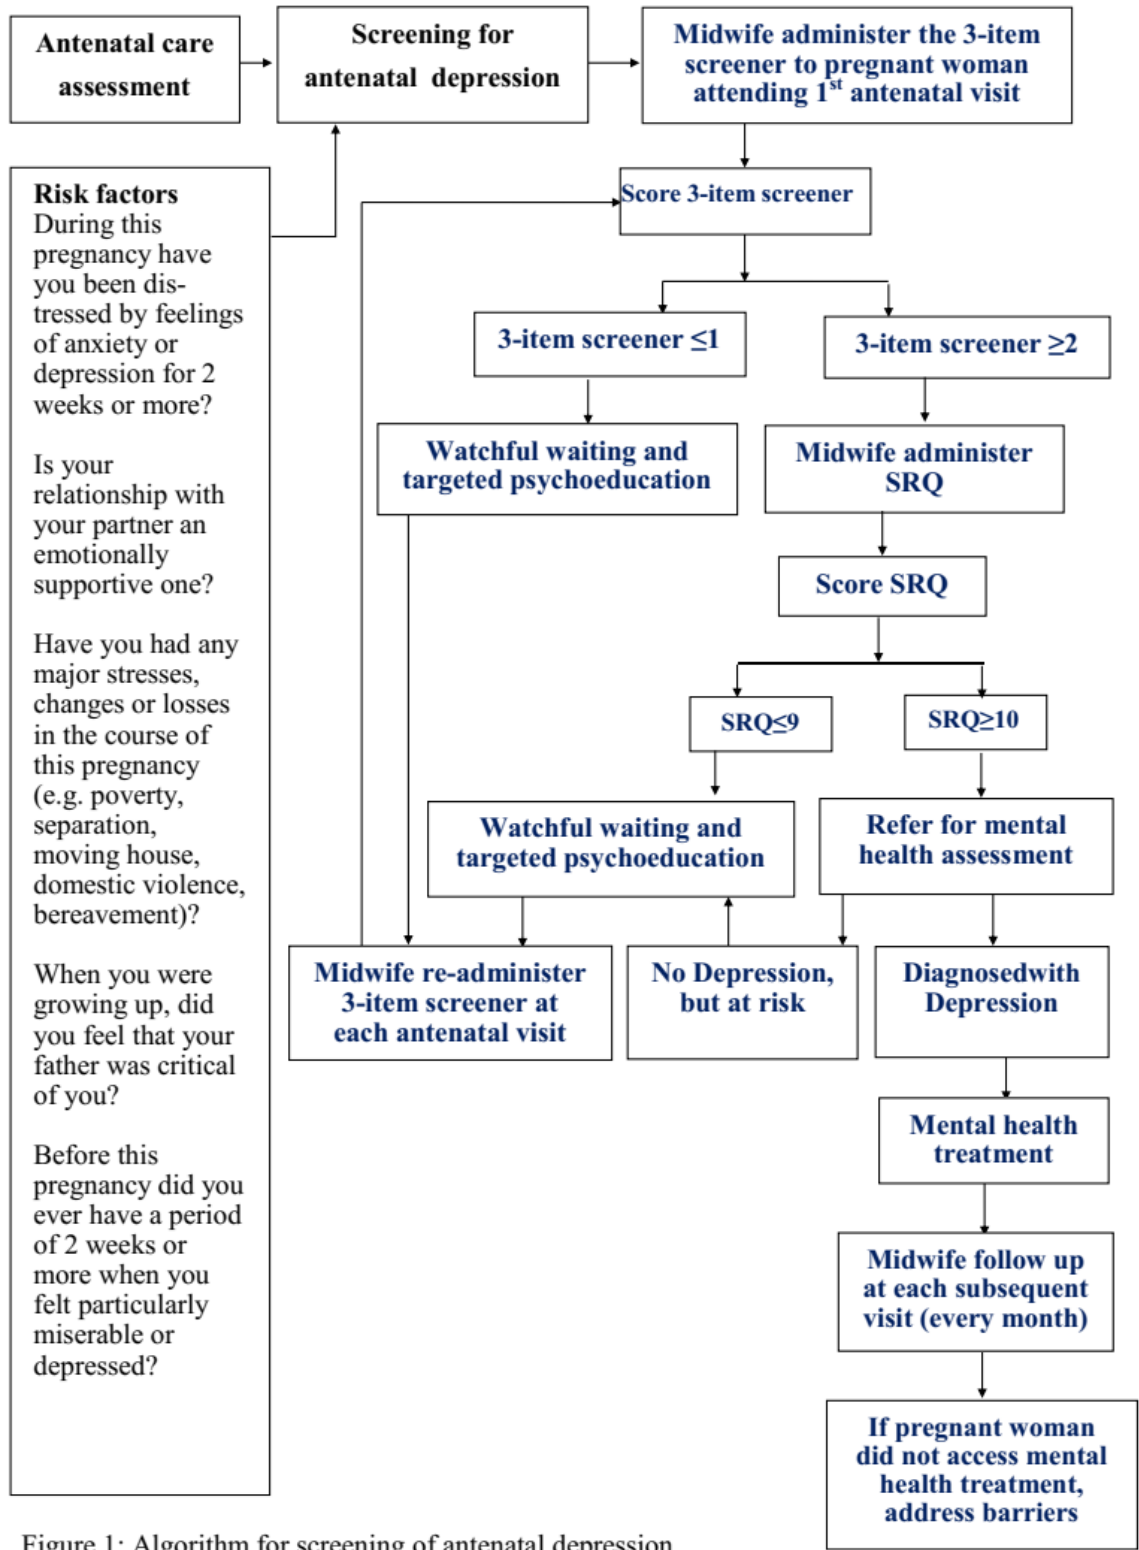 Antenatal care
assessment
Screening for
antenatal depression
Midwife administer the 3-item
screener to pregnant woman
attending 1st antenatal visit
Risk factors
During this
pregnancy have
you been dis-
tressed by feelings
of anxiety or
depression for 2
weeks or more?
Is your
relationship with
your partner an
emotionally
supportive one?
Have you had any
major stresses,
changes or losses
in the course of
this pregnancy
(e.g. poverty,
separation,
moving house,
domestic violence,
bereavement)?
When you were
growing up, did
you feel that your
father was critical
of you?
Before this
pregnancy did you
ever have a period
of 2 weeks or
more when you
felt particularly
miserable or
depressed?
Score 3-item screener
3-item screener ≤1
3-item screener ≥2
Watchful waiting and
targeted psychoeducation
Midwife administer
SRQ
Score SRQ
SRQ≤9
SRQ≥10
Watchful waiting and
targeted psychoeducation
Refer for mental
health assessment
Midwife re-administer
3-item screener at
each antenatal visit
No Depression,
but at risk
Diagnosedwith
Depression
Mental health
treatment
Midwife follow up
at each subsequent
visit (every month)
If pregnant woman
did not access mental
health treatment,
address barriers
Figure 1: Algorithm for screening of antenatal depression